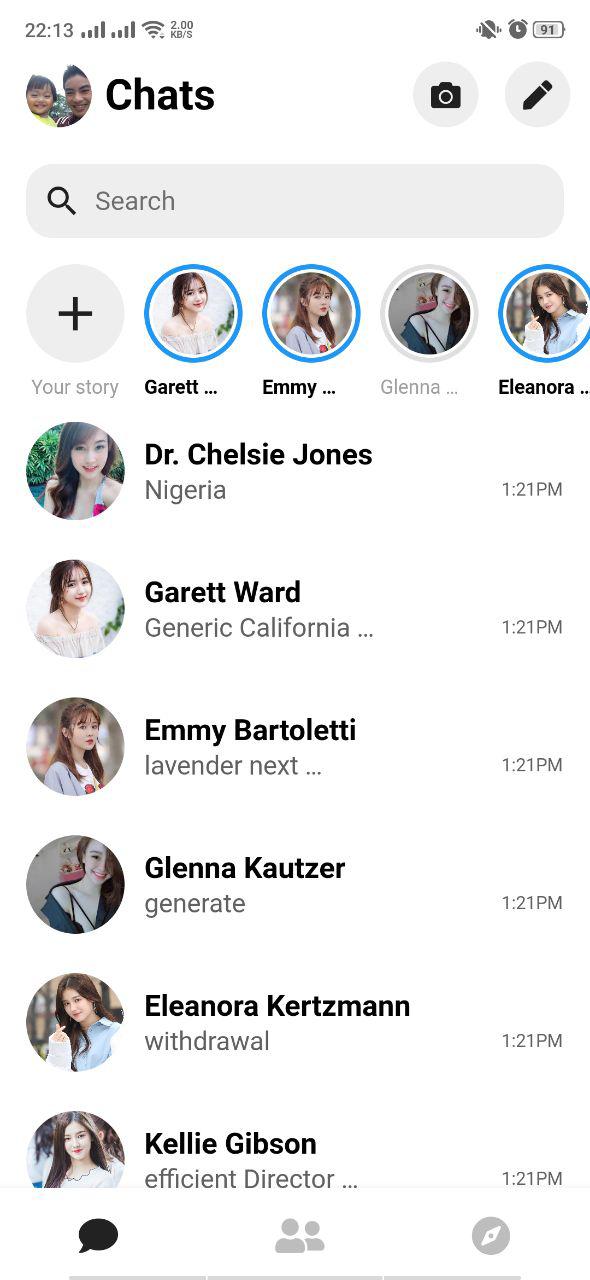 22:13 2.00 KB/S 91
Chats
Search
Your story Garett ... Emmy ... Glenna ... Eleanora ...
Dr. Chelsie Jones
Nigeria 1:21PM
Garett Ward
Generic California ... 1:21PM
Emmy Bartoletti
lavender next ... 1:21PM
Glenna Kautzer
generate 1:21PM
Eleanora Kertzmann
withdrawal 1:21PM
Kellie Gibson
efficient Director ... 1:21PM